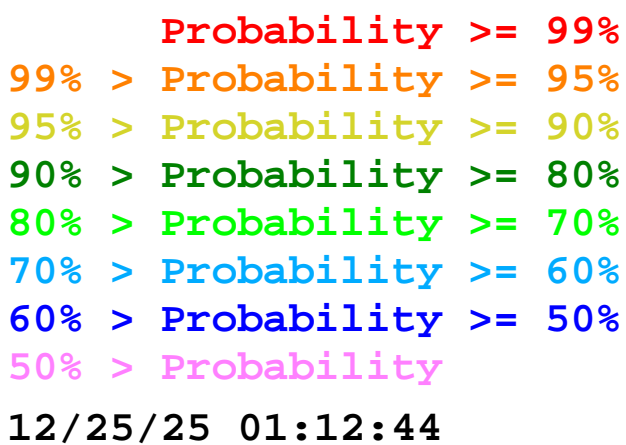 Probability >= 99%
99% > Probability >= 95%
95% > Probability >= 90%
90% > Probability >= 80%
80% > Probability >= 70%
70% > Probability >= 60%
60% > Probability >= 50%
50% > Probability
12/25/25 01:12:44